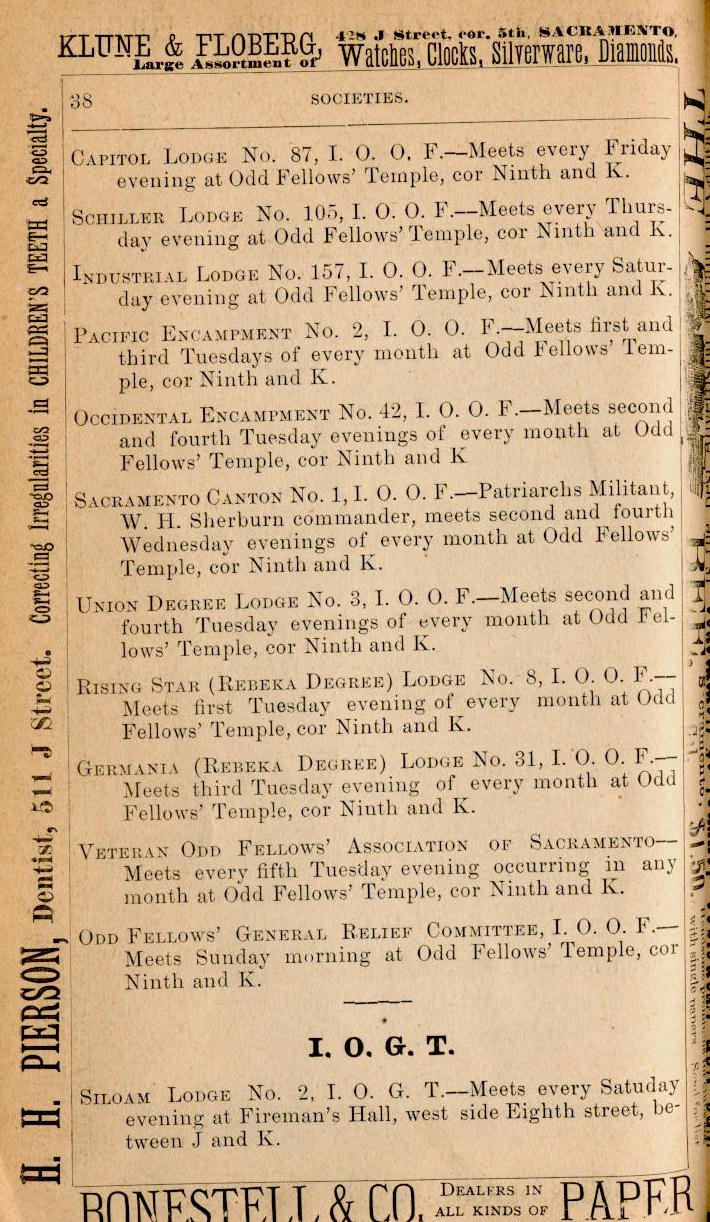 KLUNE & FLOBERG, 428 J Street, cor. 5th, SACRAMENTO,
Large Assortment of Watches, Clocks, Silverware, Diamonds.
38 SOCIETIES.
CAPITOL LODGE NO. 87, I. O. O. F.—Meets every Friday
evening at Odd Fellows' Temple, cor Ninth and K.
SCHILLER LODGE NO. 105, I. O. O. F.—Meets every Thurs-
day evening at Odd Fellows' Temple, cor Ninth and K.
INDUSTRIAL LODGE NO. 157, I. O. O. F.—Meets every Satur-
day evening at Odd Fellows' Temple, cor Ninth and K.
PACIFIC ENCAMPMENT NO. 2, I. O. O. F.—Meets first and
third Tuesdays of every month at Odd Fellows' Tem-
ple, cor Ninth and K.
OCCIDENTAL ENCAMPMENT NO. 42, I. O. O. F.—Meets second
and fourth Tuesday evenings of every month at Odd
Fellows' Temple, cor Ninth and K
SACRAMENTO CANTON NO. 1, I. O. O. F.—Patriarchs Militant,
W. H. Sherburn commander, meets second and fourth
Wednesday evenings of every month at Odd Fellows'
Temple, cor Ninth and K.
UNION DEGREE LODGE NO. 3, I. O. O. F.—Meets second and
fourth Tuesday evenings of every month at Odd Fel-
lows' Temple, cor Ninth and K.
RISING STAR (REBEKA DEGREE) LODGE NO. 8, I. O. O. F.—
Meets first Tuesday evening of every month at Odd
Fellows' Temple, cor Ninth and K.
GERMANIA (REBEKA DEGREE) LODGE NO. 31, I. O. O. F.—
Meets third Tuesday evening of every month at Odd
Fellows' Temple, cor Ninth and K.
VETERAN ODD FELLOWS' ASSOCIATION OF SACRAMENTO—
Meets every fifth Tuesday evening occurring in any
month at Odd Fellows' Temple, cor Ninth and K.
ODD FELLOWS' GENERAL RELIEF COMMITTEE, I. O. O. F.—
Meets Sunday morning at Odd Fellows' Temple, cor
Ninth and K.
I. O. G. T.
SILOAM LODGE NO. 2, I. O. G. T.—Meets every Satuday
evening at Fireman's Hall, west side Eighth street, be-
tween J and K.
H. H. PIERSON, Dentist, 511 J Street. Correcting Irregularities in CHILDREN'S TEETH a Specialty.
BONESTELL & CO. DEALERS IN ALL KINDS OF PAPER